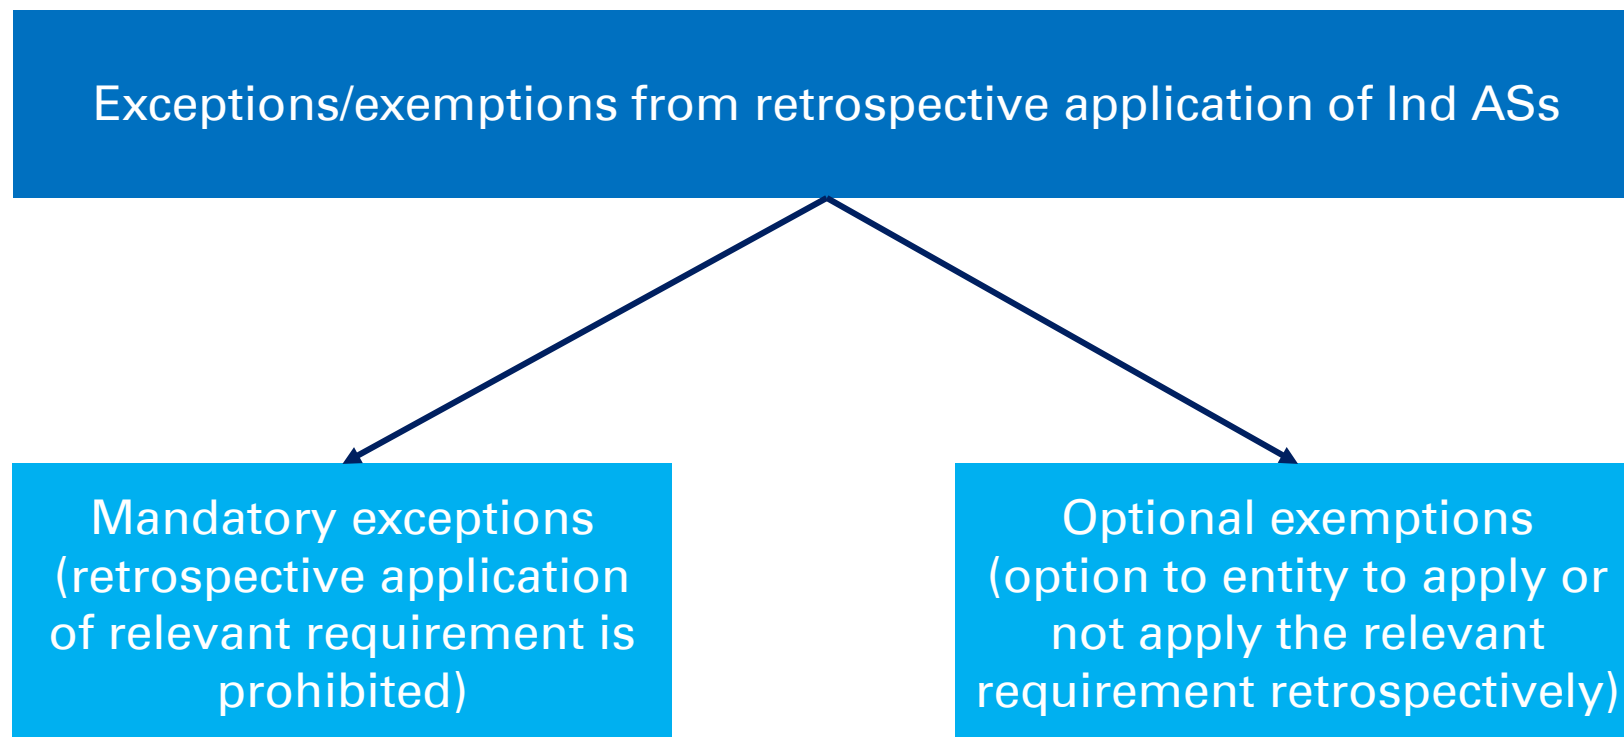 Exceptions/exemptions from retrospective application of Ind ASs
Mandatory exceptions
(retrospective application
of relevant requirement is
prohibited)
Optional exemptions
(option to entity to apply or
not apply the relevant
requirement retrospectively)